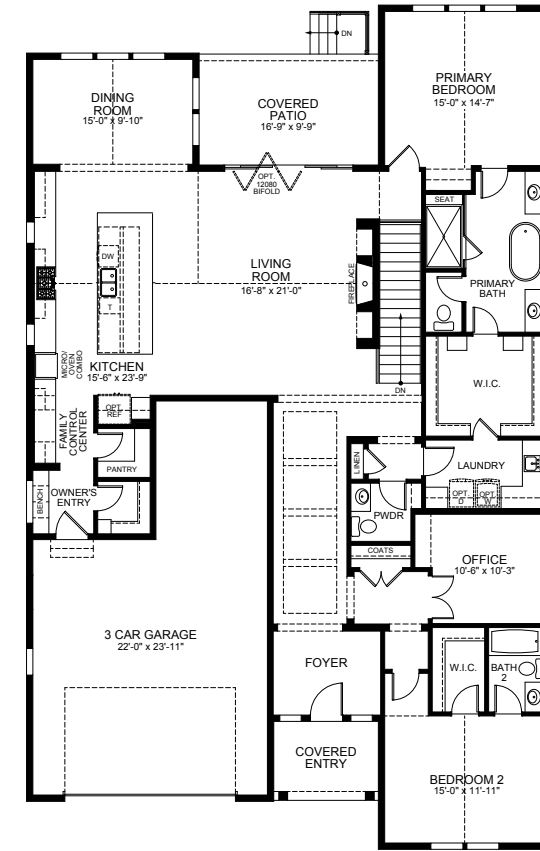 DN
PRIMARY
BEDROOM
15'-0" x 14'-7"
DINING
ROOM
15'-0" x 9'-10"
COVERED
PATIO
16'-9" x 9'-9"
OPT.
12080
BIFOLD
SEAT
DW
T
LIVING
ROOM
16'-8" x 21'-0"
FIREPLACE
PRIMARY
BATH
MICRO/
OVEN
COMBO
KITCHEN
15'-6" x 23'-9"
DN
W.I.C.
OPT.
REF
FAMILY
CONTROL
CENTER
PANTRY
LINEN
LAUNDRY
OPT.
D
OPT.
W
BENCH
OWNER'S
ENTRY
PWDR
COATS
OFFICE
10'-6" x 10'-3"
3 CAR GARAGE
22'-0" x 23'-11"
FOYER
W.I.C.
BATH
2
COVERED
ENTRY
BEDROOM 2
15'-0" x 11'-11"